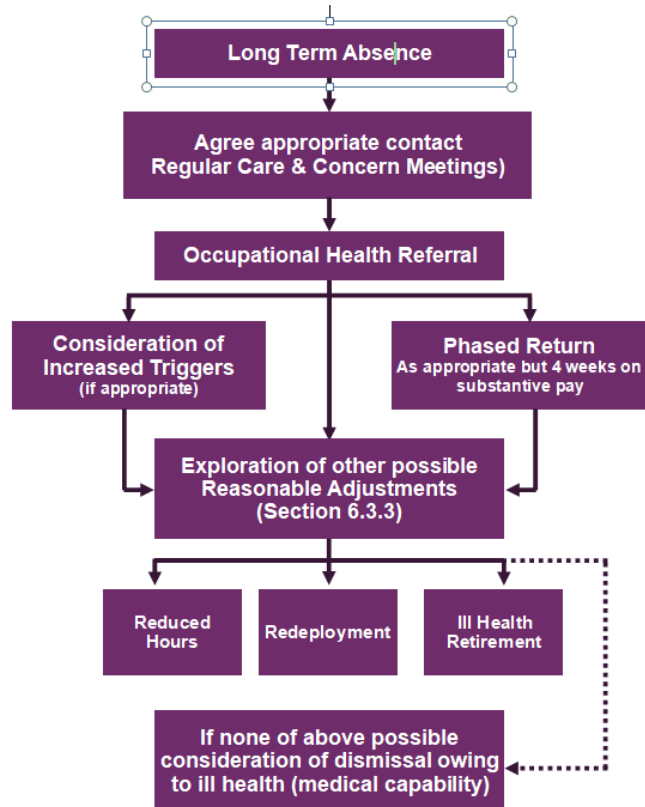 Long Term Absence
Agree appropriate contact
Regular Care & Concern Meetings)
Occupational Health Referral
Consideration of
Increased Triggers
(if appropriate)
Phased Return
As appropriate but 4 weeks on
substantive pay
Exploration of other possible
Reasonable Adjustments
(Section 6.3.3)
Reduced
Hours
Redeployment
Ill Health
Retirement
If none of above possible
consideration of dismissal owing
to ill health (medical capability)